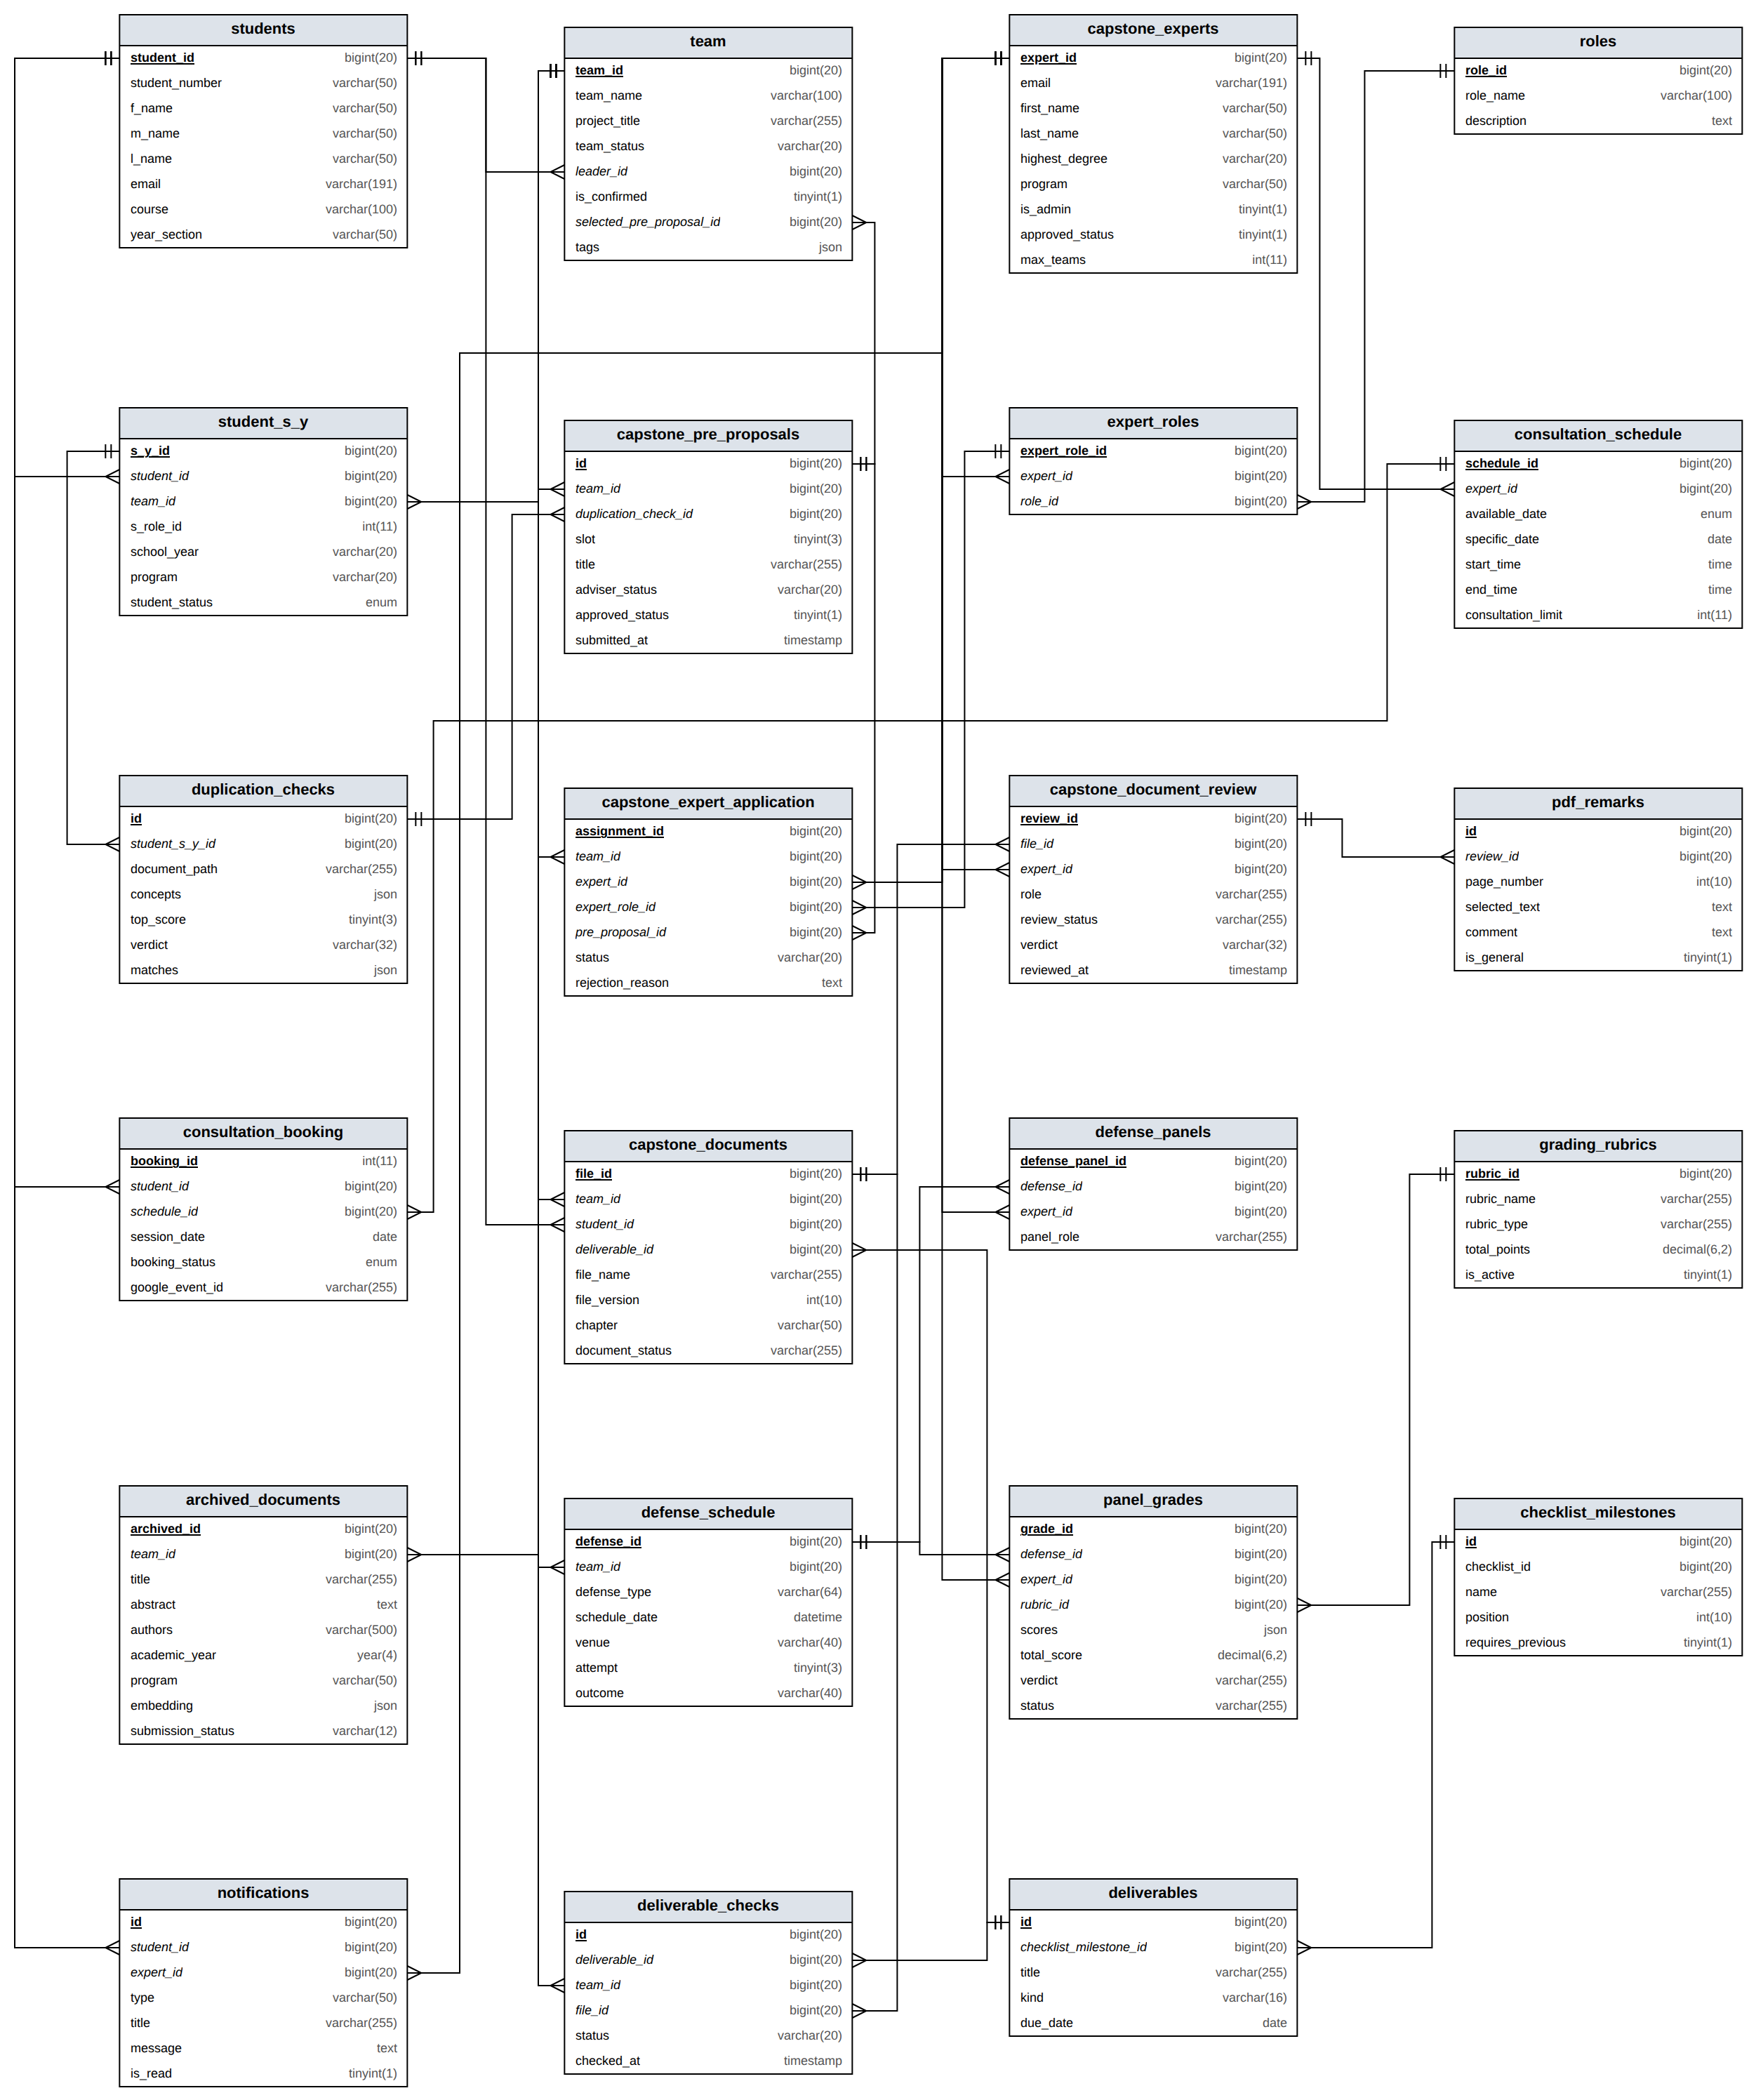 students
student_id bigint(20)
student_number varchar(50)
f_name varchar(50)
m_name varchar(50)
l_name varchar(50)
email varchar(191)
course varchar(100)
year_section varchar(50)
team
team_id bigint(20)
team_name varchar(100)
project_title varchar(255)
team_status varchar(20)
leader_id bigint(20)
is_confirmed tinyint(1)
selected_pre_proposal_id bigint(20)
tags json
capstone_experts
expert_id bigint(20)
email varchar(191)
first_name varchar(50)
last_name varchar(50)
highest_degree varchar(20)
program varchar(50)
is_admin tinyint(1)
approved_status tinyint(1)
max_teams int(11)
roles
role_id bigint(20)
role_name varchar(100)
description text
student_s_y
s_y_id bigint(20)
student_id bigint(20)
team_id bigint(20)
s_role_id int(11)
school_year varchar(20)
program varchar(20)
student_status enum
capstone_pre_proposals
id bigint(20)
team_id bigint(20)
duplication_check_id bigint(20)
slot tinyint(3)
title varchar(255)
adviser_status varchar(20)
approved_status tinyint(1)
submitted_at timestamp
expert_roles
expert_role_id bigint(20)
expert_id bigint(20)
role_id bigint(20)
consultation_schedule
schedule_id bigint(20)
expert_id bigint(20)
available_date enum
specific_date date
start_time time
end_time time
consultation_limit int(11)
duplication_checks
id bigint(20)
student_s_y_id bigint(20)
document_path varchar(255)
concepts json
top_score tinyint(3)
verdict varchar(32)
matches json
capstone_expert_application
assignment_id bigint(20)
team_id bigint(20)
expert_id bigint(20)
expert_role_id bigint(20)
pre_proposal_id bigint(20)
status varchar(20)
rejection_reason text
capstone_document_review
review_id bigint(20)
file_id bigint(20)
expert_id bigint(20)
role varchar(255)
review_status varchar(255)
verdict varchar(32)
reviewed_at timestamp
pdf_remarks
id bigint(20)
review_id bigint(20)
page_number int(10)
selected_text text
comment text
is_general tinyint(1)
consultation_booking
booking_id int(11)
student_id bigint(20)
schedule_id bigint(20)
session_date date
booking_status enum
google_event_id varchar(255)
capstone_documents
file_id bigint(20)
team_id bigint(20)
student_id bigint(20)
deliverable_id bigint(20)
file_name varchar(255)
file_version int(10)
chapter varchar(50)
document_status varchar(255)
defense_panels
defense_panel_id bigint(20)
defense_id bigint(20)
expert_id bigint(20)
panel_role varchar(255)
grading_rubrics
rubric_id bigint(20)
rubric_name varchar(255)
rubric_type varchar(255)
total_points decimal(6,2)
is_active tinyint(1)
archived_documents
archived_id bigint(20)
team_id bigint(20)
title varchar(255)
abstract text
authors varchar(500)
academic_year year(4)
program varchar(50)
embedding json
submission_status varchar(12)
defense_schedule
defense_id bigint(20)
team_id bigint(20)
defense_type varchar(64)
schedule_date datetime
venue varchar(40)
attempt tinyint(3)
outcome varchar(40)
panel_grades
grade_id bigint(20)
defense_id bigint(20)
expert_id bigint(20)
rubric_id bigint(20)
scores json
total_score decimal(6,2)
verdict varchar(255)
status varchar(255)
checklist_milestones
id bigint(20)
checklist_id bigint(20)
name varchar(255)
position int(10)
requires_previous tinyint(1)
notifications
id bigint(20)
student_id bigint(20)
expert_id bigint(20)
type varchar(50)
title varchar(255)
message text
is_read tinyint(1)
deliverable_checks
id bigint(20)
deliverable_id bigint(20)
team_id bigint(20)
file_id bigint(20)
status varchar(20)
checked_at timestamp
deliverables
id bigint(20)
checklist_milestone_id bigint(20)
title varchar(255)
kind varchar(16)
due_date date